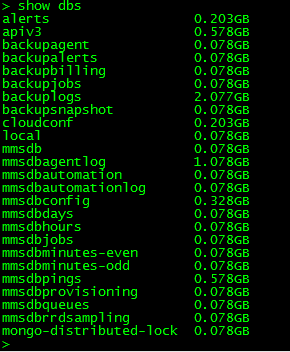 > show dbs
alerts 0.203GB
apiv3 0.578GB
backupagent 0.078GB
backupalerts 0.078GB
backupbilling 0.078GB
backupjobs 0.078GB
backuplogs 2.077GB
backupsnapshot 0.078GB
cloudconf 0.203GB
local 0.078GB
mmsdb 0.078GB
mmsdbagentlog 1.078GB
mmsdbautomation 0.078GB
mmsdbautomationlog 0.078GB
mmsdbconfig 0.328GB
mmsdbdays 0.078GB
mmsdbhours 0.078GB
mmsdbjobs 0.078GB
mmsdbminutes-even 0.078GB
mmsdbminutes-odd 0.078GB
mmsdbpings 0.578GB
mmsdbprovisioning 0.078GB
mmsdbqueues 0.078GB
mmsdbrrdsampling 0.078GB
mongo-distributed-lock 0.078GB
>